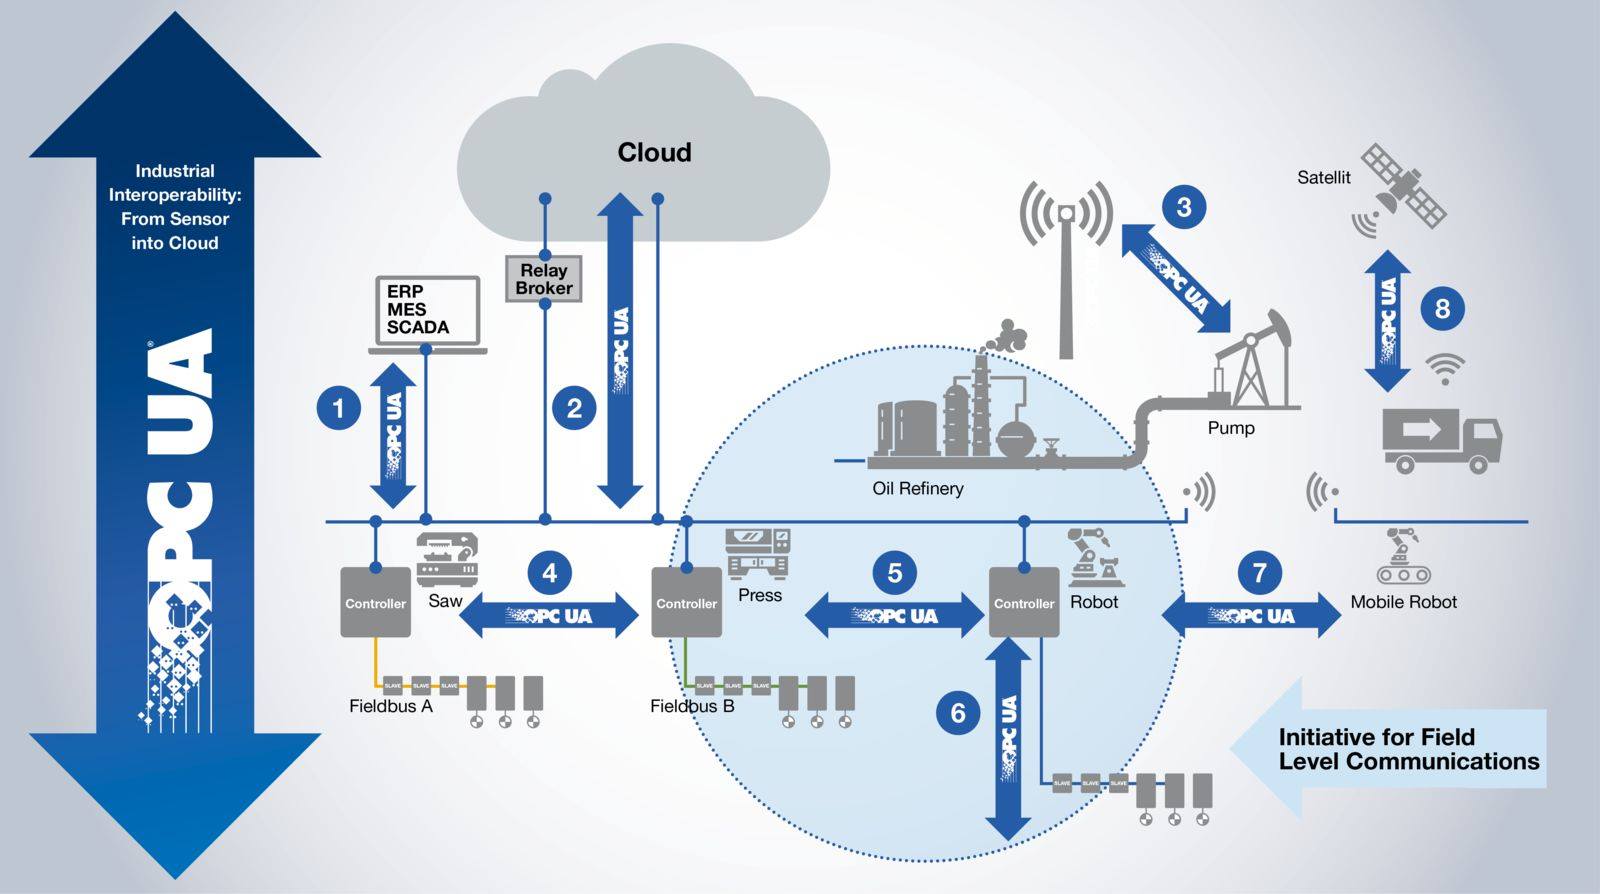 Industrial
Interoperability:
From Sensor
into Cloud
OPC UA®
Cloud
Relay
Broker
ERP
MES
SCADA
1
OPC UA
2
OPC UA
3
OPC UA
Satellit
8
OPC UA
Pump
Oil Refinery
Controller
Saw
4
OPC UA
Controller
Press
5
OPC UA
Controller
Robot
7
OPC UA
Mobile Robot
SLAVE SLAVE SLAVE
Fieldbus A
SLAVE SLAVE SLAVE
Fieldbus B
6
OPC UA
SLAVE SLAVE SLAVE
Initiative for Field
Level Communications